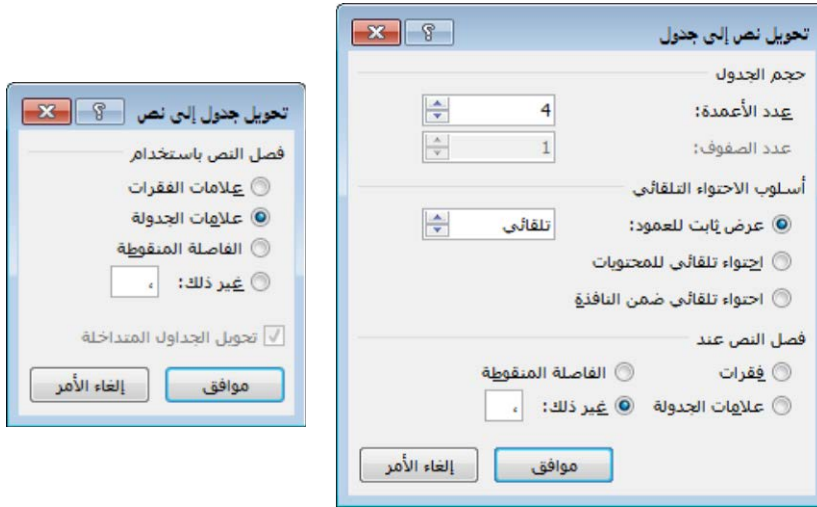 تحويل نص إلى جدول
حجم الجدول
عدد الأعمدة: 4
عدد الصفوف: 1
أسلوب الاحتواء التلقائي
عرض ثابت للعمود: تلقائي
احتواء تلقائي للمحتويات
احتواء تلقائي ضمن النافذة
فصل النص عند
فقرات الفاصلة المنقوطة
علامات الجدولة غير ذلك: ،
موافق إلغاء الأمر
تحويل جدول إلى نص
فصل النص باستخدام
علامات الفقرات
علامات الجدولة
الفاصلة المنقوطة
غير ذلك: ،
تحويل الجداول المتداخلة
موافق إلغاء الأمر